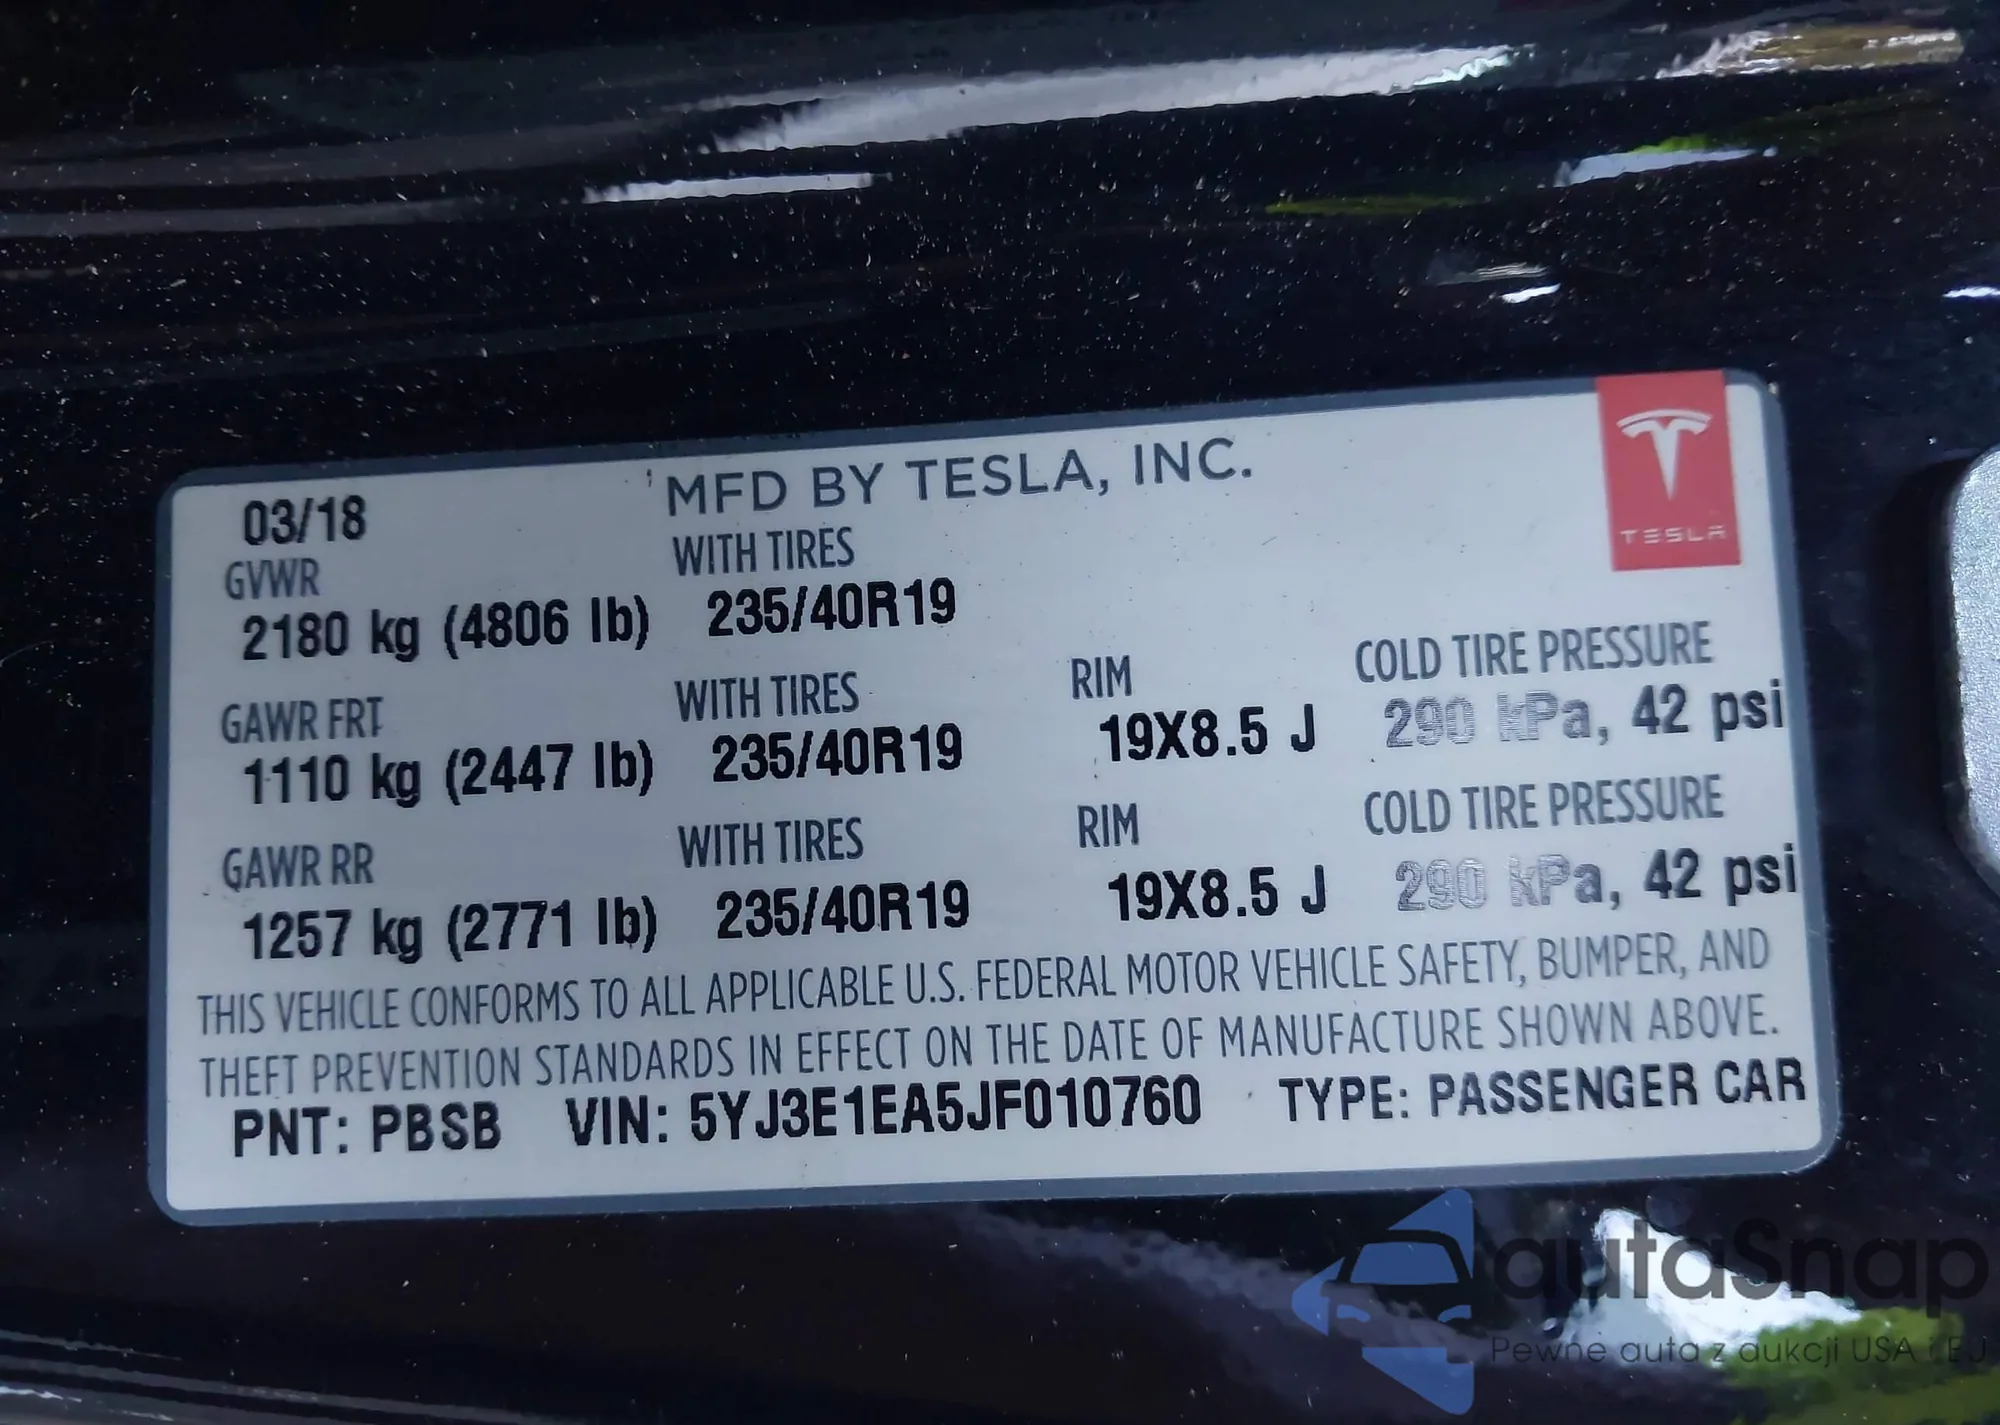 03/18 MFD BY TESLA, INC.
TESLA
GVWR WITH TIRES
2180 kg (4806 lb) 235/40R19
GAWR FRT WITH TIRES RIM COLD TIRE PRESSURE
1110 kg (2447 lb) 235/40R19 19X8.5 J 290 kPa, 42 psi
GAWR RR WITH TIRES RIM COLD TIRE PRESSURE
1257 kg (2771 lb) 235/40R19 19X8.5 J 290 kPa, 42 psi
THIS VEHICLE CONFORMS TO ALL APPLICABLE U.S. FEDERAL MOTOR VEHICLE SAFETY, BUMPER, AND
THEFT PREVENTION STANDARDS IN EFFECT ON THE DATE OF MANUFACTURE SHOWN ABOVE.
PNT: PBSB VIN: 5YJ3E1EA5JF010760 TYPE: PASSENGER CAR
autaSnap
Pewne auta z aukcji USA i EU